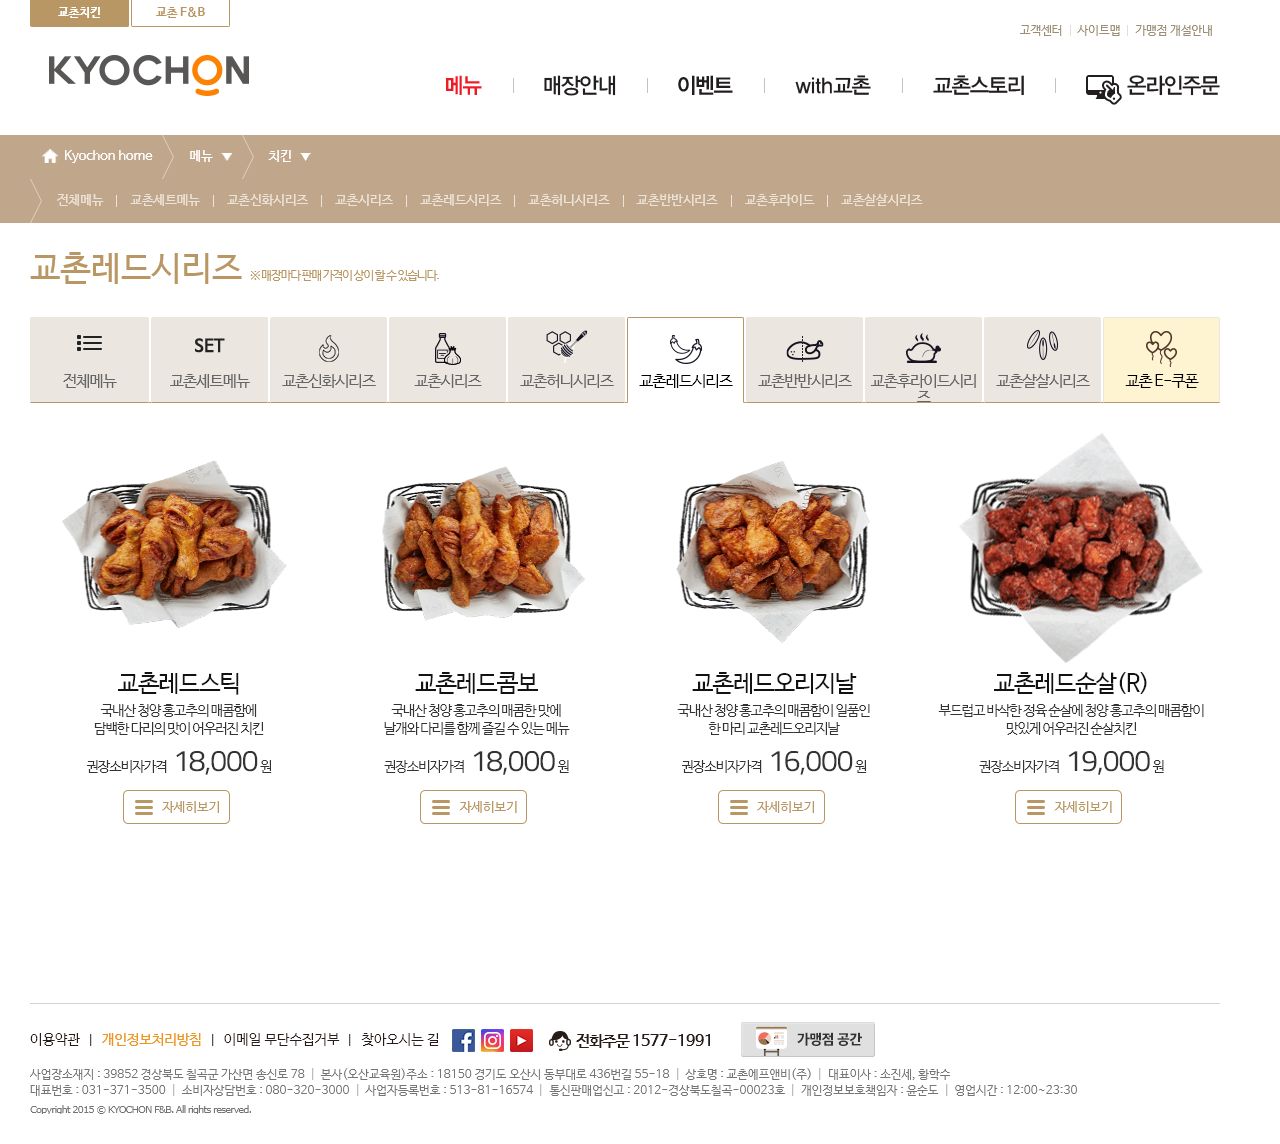 교촌치킨 교촌 F&B
고객센터 사이트맵 가맹점 개설안내
KYOCHON
메뉴 매장안내 이벤트 with교촌 교촌스토리 온라인주문
Kyochon home 메뉴 ▼ 치킨 ▼
전체메뉴 | 교촌세트메뉴 | 교촌신화시리즈 | 교촌시리즈 | 교촌레드시리즈 | 교촌허니시리즈 | 교촌반반시리즈 | 교촌후라이드 | 교촌살살시리즈
교촌레드시리즈 ※ 매장마다 판매 가격이 상이 할 수 있습니다.
SET
전체메뉴 교촌세트메뉴 교촌신화시리즈 교촌시리즈 교촌허니시리즈 교촌레드시리즈 교촌반반시리즈 교촌후라이드시리즈 교촌살살시리즈 교촌 E-쿠폰
교촌레드스틱
국내산 청양 홍고추의 매콤함에
담백한 다리의 맛이 어우러진 치킨
권장소비자가격 18,000 원
자세히보기
교촌레드콤보
국내산 청양 홍고추의 매콤한 맛에
날개와 다리를 함께 즐길 수 있는 메뉴
권장소비자가격 18,000 원
자세히보기
교촌레드오리지날
국내산 청양 홍고추의 매콤함이 일품인
한 마리 교촌레드오리지날
권장소비자가격 16,000 원
자세히보기
교촌레드순살(R)
부드럽고 바삭한 정육 순살에 청양 홍고추의 매콤함이
맛있게 어우러진 순살치킨
권장소비자가격 19,000 원
자세히보기
이용약관 | 개인정보처리방침 | 이메일 무단수집거부 | 찾아오시는 길 전화주문 1577-1991 가맹점 공간
사업장소재지 : 39852 경상북도 칠곡군 가산면 송신로 78 | 본사(오산교육원)주소 : 18150 경기도 오산시 동부대로 436번길 55-18 | 상호명 : 교촌에프앤비(주) | 대표이사 : 소진세, 황학수
대표번호 : 031-371-3500 | 소비자상담번호 : 080-320-3000 | 사업자등록번호 : 513-81-16574 | 통신판매업신고 : 2012-경상북도칠곡-00023호 | 개인정보보호책임자 : 윤순도 | 영업시간 : 12:00~23:30
Copyright 2015 © KYOCHON F&B. All rights reserved.